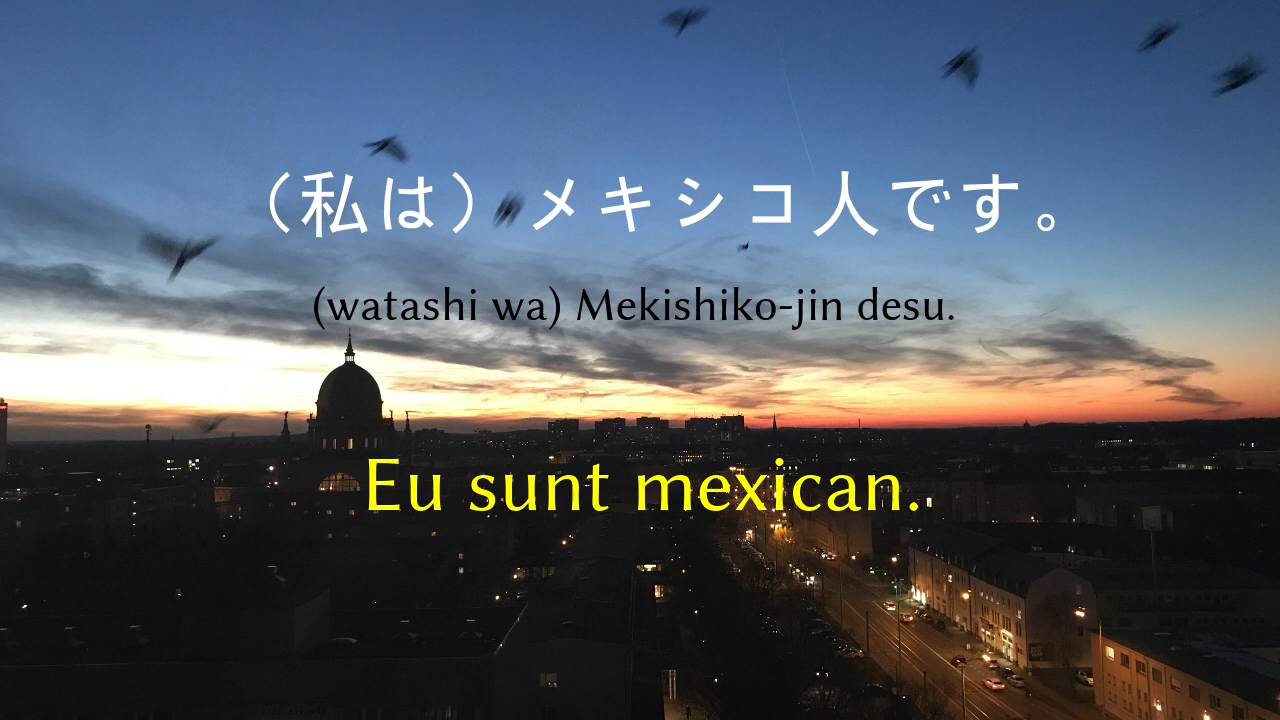 （私は）メキシコ人です。
(watashi wa) Mekishiko-jin desu.
Eu sunt mexican.